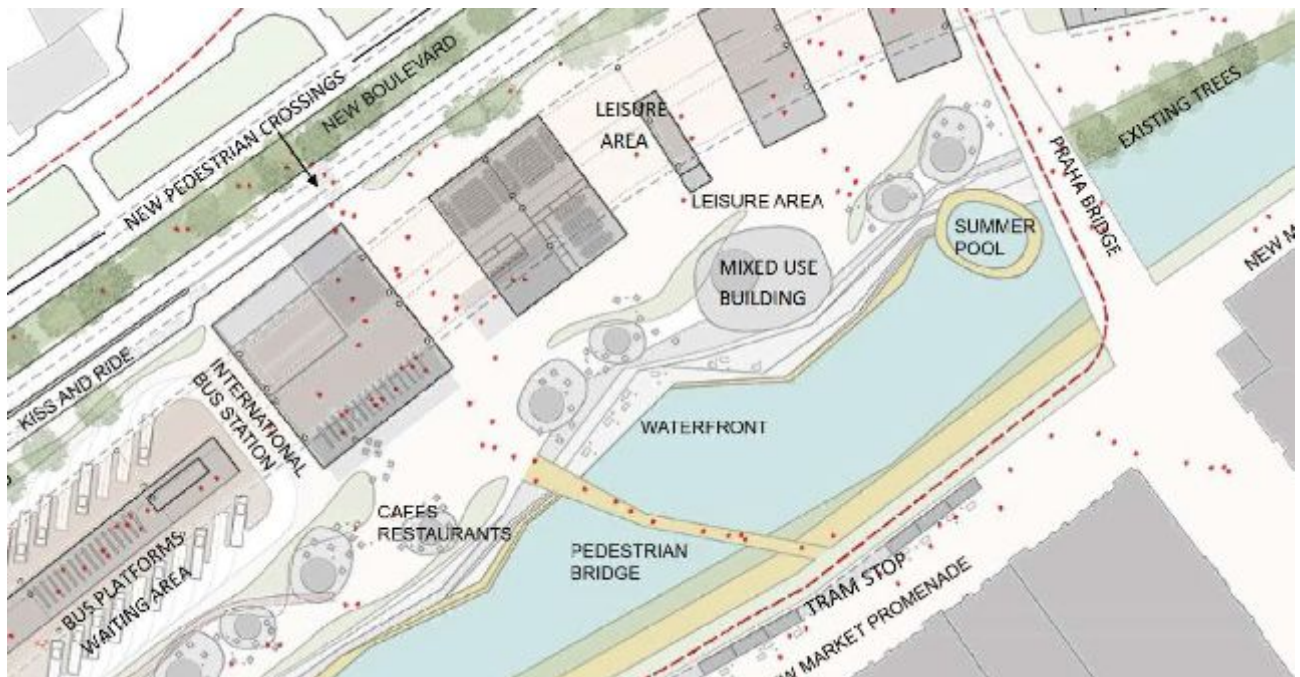 NEW PEDESTRIAN CROSSINGS
NEW BOULEVARD
LEISURE
AREA
LEISURE AREA
EXISTING TREES
PRAHA BRIDGE
SUMMER
POOL
NEW M
MIXED USE
BUILDING
KISS AND RIDE
INTERNATIONAL
BUS STATION
WATERFRONT
CAFES
RESTAURANTS
PEDESTRIAN
BRIDGE
BUS PLATFORMS
WAITING AREA
TRAM STOP
W MARKET PROMENADE